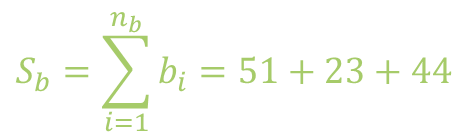 S_b = \sum_{i=1}^{n_b} b_i = 51 + 23 + 44